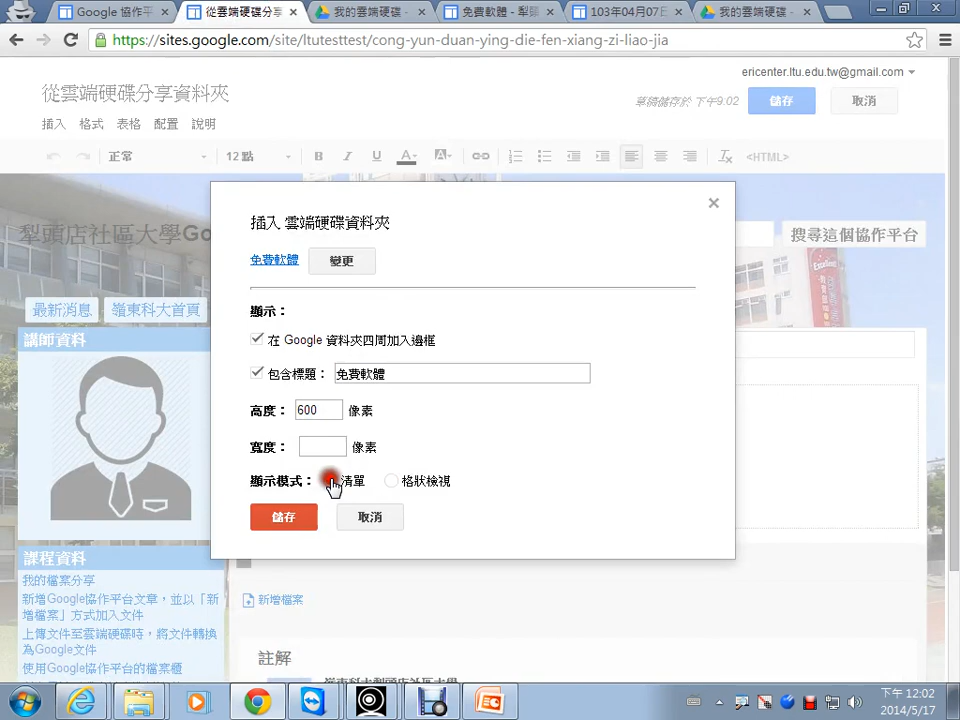 Google 協作平
從雲端硬碟分享
我的雲端硬碟 -
免費軟體 - 犁頭
103年04月07日
我的雲端硬碟 -
https://sites.google.com/site/ltutesttest/cong-yun-duan-ying-die-fen-xiang-zi-liao-jia
ericenter.ltu.edu.tw@gmail.com
從雲端硬碟分享資料夾
草稿儲存於 下午9.02
儲存
取消
插入 格式 表格 配置 說明
正常
12 點
B I U A A
<HTML>
犁頭店社區大學Go
搜尋這個協作平台
最新消息
嶺東科大首頁
講師資料
插入 雲端硬碟資料夾
免費軟體
變更
顯示：
在 Google 資料夾四周加入邊框
包含標題： 免費軟體
高度： 600 像素
寬度： 像素
顯示模式： 清單 格狀檢視
儲存
取消
課程資料
我的檔案分享
新增Google協作平台文章，並以「新
增檔案」方式加入文件
上傳文件至雲端硬碟時，將文件轉換
為Google文件
使用Google協作平台的檔案櫃
新增檔案
註解
嶺東科大犁頭店社區大學
下午 12:02
2014/5/17